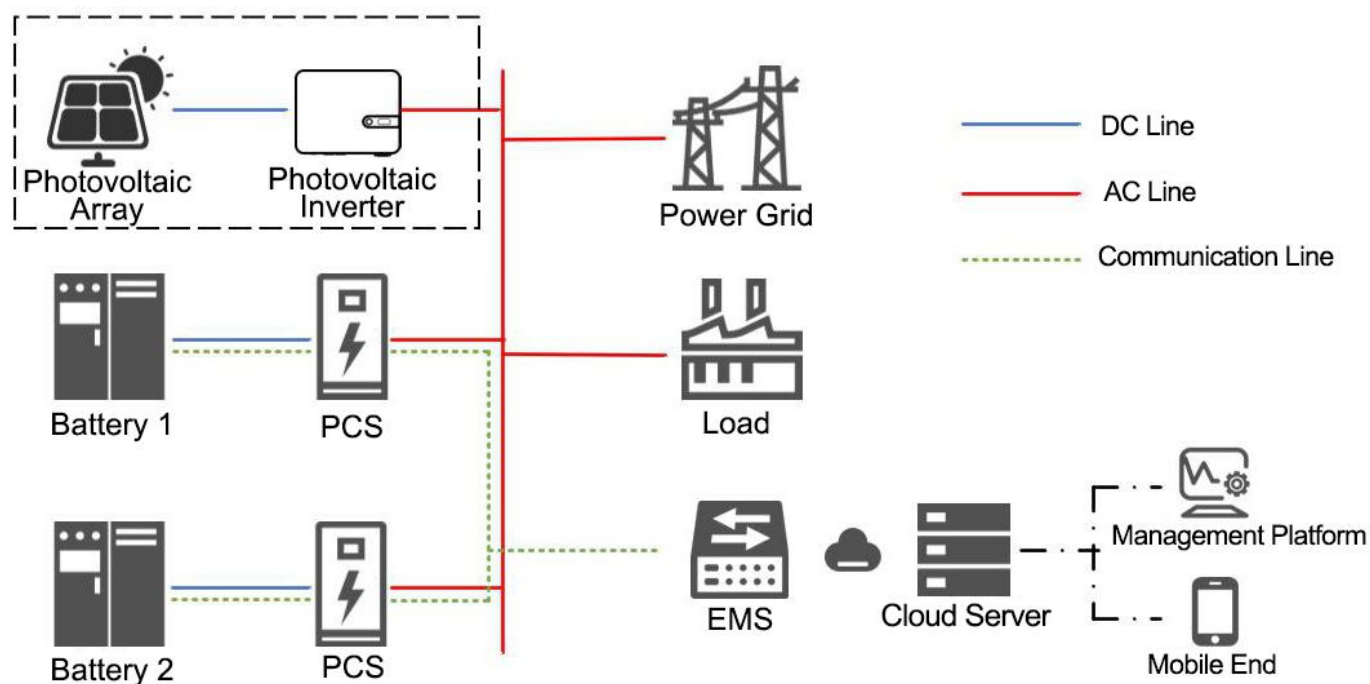 Photovoltaic
Array
Photovoltaic
Inverter
Power Grid
DC Line
AC Line
Communication Line
Battery 1
PCS
Load
Battery 2
PCS
EMS
Cloud Server
Management Platform
Mobile End